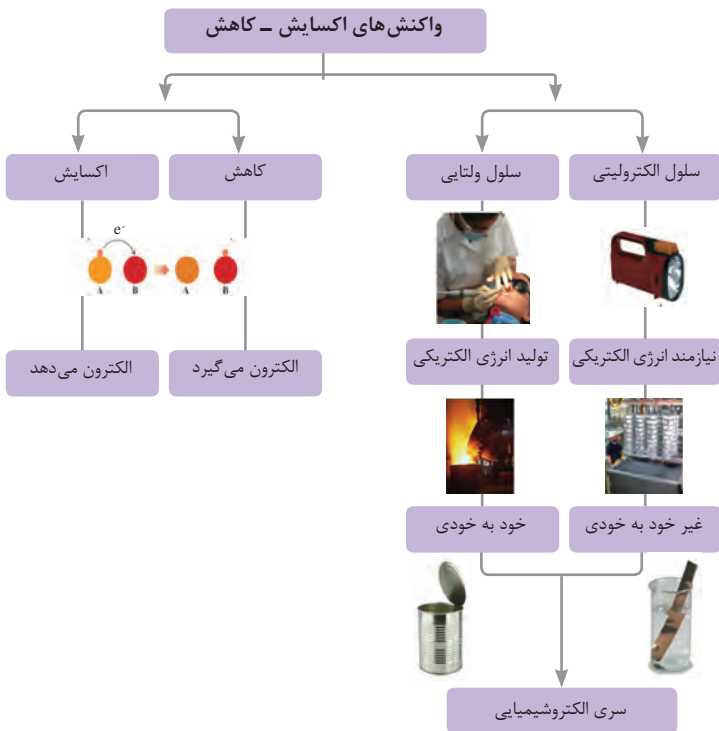 واکنش‌های اکسایش ـ کاهش
سلول الکترولیتی
سلول ولتایی
کاهش
اکسایش
e-
A B A B
نیازمند انرژی الکتریکی
تولید انرژی الکتریکی
الکترون می‌گیرد
الکترون می‌دهد
غیر خود به خودی
خود به خودی
سری الکتروشیمیایی